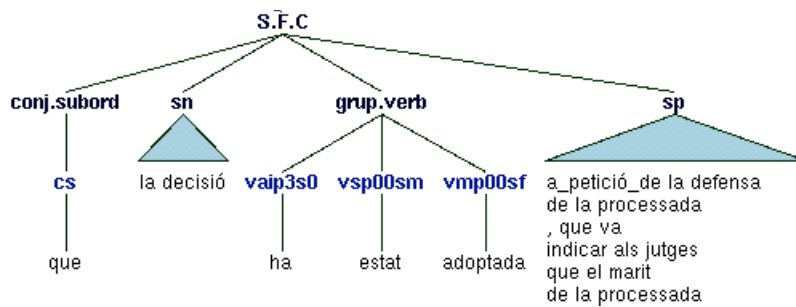 S.F.C
conj.subord sn grup.verb sp
cs la decisió vaip3s0 vsp00sm vmp00sf a_petició_de la defensa
de la processada
, que va
indicar als jutges
que ha estat adoptada que el marit
de la processada